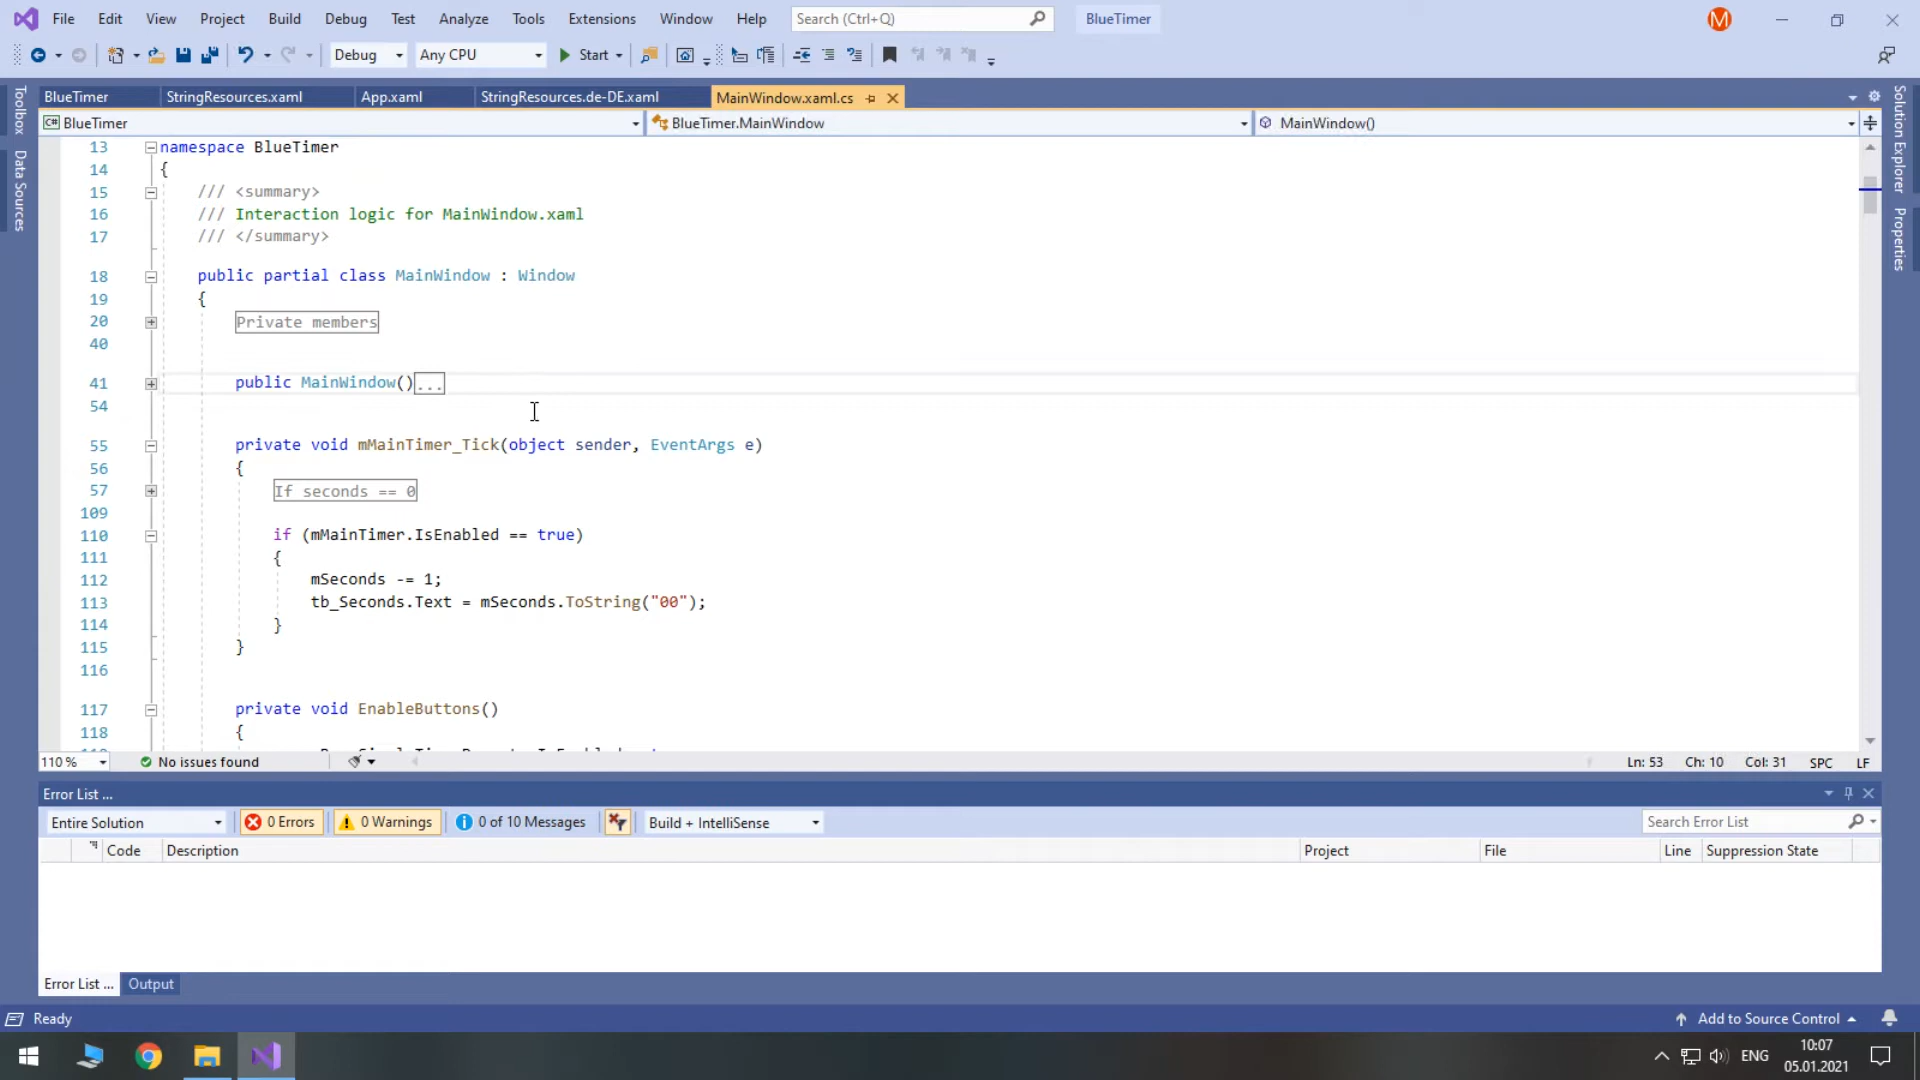 File Edit View Project Build Debug Test Analyze Tools Extensions Window Help Search (Ctrl+Q) BlueTimer M
Debug Any CPU Start
BlueTimer StringResources.xaml App.xaml StringResources.de-DE.xaml MainWindow.xaml.cs
Toolbox
Data Sources
Solution Explorer
Properties
C# BlueTimer BlueTimer.MainWindow MainWindow()
13 namespace BlueTimer
14 {
15 /// <summary>
16 /// Interaction logic for MainWindow.xaml
17 /// </summary>
18 public partial class MainWindow : Window
19 {
20 Private members
40
41 public MainWindow()...
54
55 private void mMainTimer_Tick(object sender, EventArgs e)
56 {
57 If seconds == 0
109
110 if (mMainTimer.IsEnabled == true)
111 {
112 mSeconds -= 1;
113 tb_Seconds.Text = mSeconds.ToString("00");
114 }
115 }
116
117 private void EnableButtons()
118 {
110 % No issues found Ln: 53 Ch: 10 Col: 31 SPC LF
Error List ...
Entire Solution 0 Errors 0 Warnings 0 of 10 Messages Build + IntelliSense Search Error List
Code Description Project File Line Suppression State
Error List ... Output
Ready Add to Source Control
ENG 10:07
05.01.2021